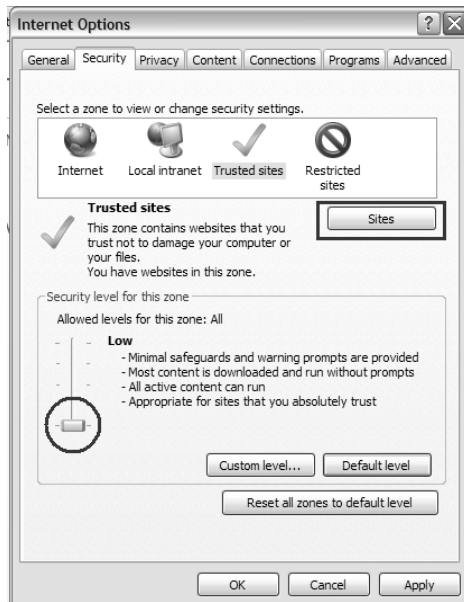 Internet Options
General Security Privacy Content Connections Programs Advanced
Select a zone to view or change security settings.
Internet Local intranet Trusted sites Restricted sites
Trusted sites
Sites
This zone contains websites that you
trust not to damage your computer or
your files.
You have websites in this zone.
Security level for this zone
Allowed levels for this zone: All
Low
- Minimal safeguards and warning prompts are provided
- Most content is downloaded and run without prompts
- All active content can run
- Appropriate for sites that you absolutely trust
Custom level... Default level
Reset all zones to default level
OK Cancel Apply